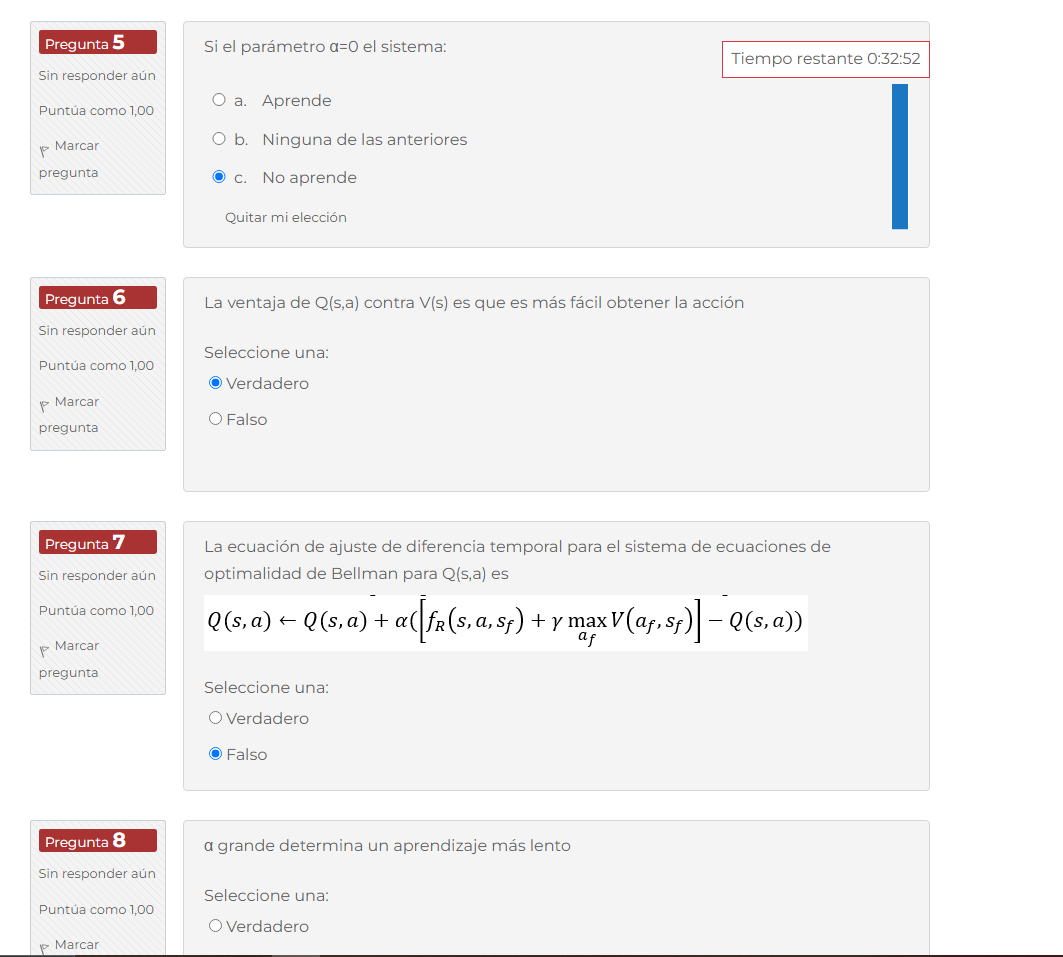 Pregunta 5
Sin responder aún
Puntúa como 1,00
Marcar
pregunta
Si el parámetro α=0 el sistema:
Tiempo restante 0:32:52
a. Aprende
b. Ninguna de las anteriores
c. No aprende
Quitar mi elección
Pregunta 6
Sin responder aún
Puntúa como 1,00
Marcar
pregunta
La ventaja de Q(s,a) contra V(s) es que es más fácil obtener la acción
Seleccione una:
Verdadero
Falso
Pregunta 7
Sin responder aún
Puntúa como 1,00
Marcar
pregunta
La ecuación de ajuste de diferencia temporal para el sistema de ecuaciones de
optimalidad de Bellman para Q(s,a) es
Q(s, a) ← Q(s, a) + α([f_R(s, a, s_f) + γ max_{a_f} V(a_f, s_f)] − Q(s, a))
Seleccione una:
Verdadero
Falso
Pregunta 8
Sin responder aún
Puntúa como 1,00
Marcar
α grande determina un aprendizaje más lento
Seleccione una:
Verdadero